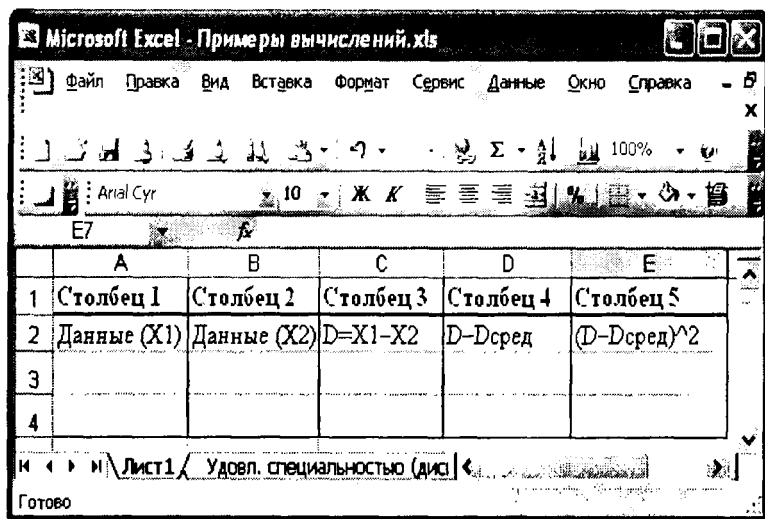 Microsoft Excel - Примеры вычислений.xls
Файл Правка Вид Вставка Формат Сервис Данные Окно Справка
Σ 100%
Arial Cyr 10 Ж К %
E7 fx
A B C D E
1 Столбец 1 Столбец 2 Столбец 3 Столбец 4 Столбец 5
2 Данные (X1) Данные (X2) D=X1-X2 D-Dсред (D-Dсред)^2
3
4
Лист1 Удовл. специальностью (дис
Готово